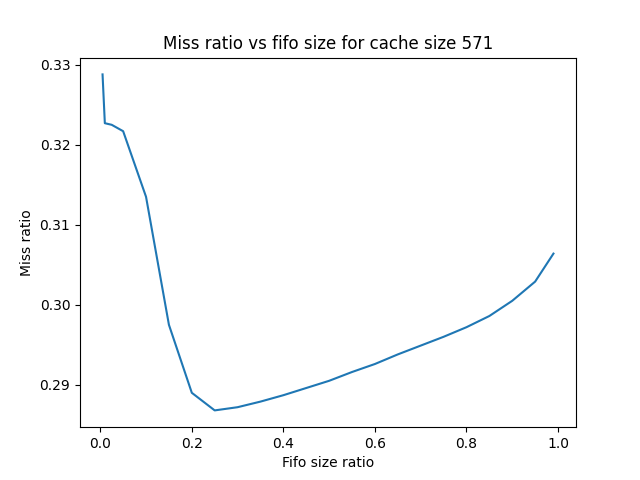 Miss ratio vs fifo size for cache size 571
0.33
0.32
0.31
0.30
0.29
Miss ratio
0.0 0.2 0.4 0.6 0.8 1.0
Fifo size ratio